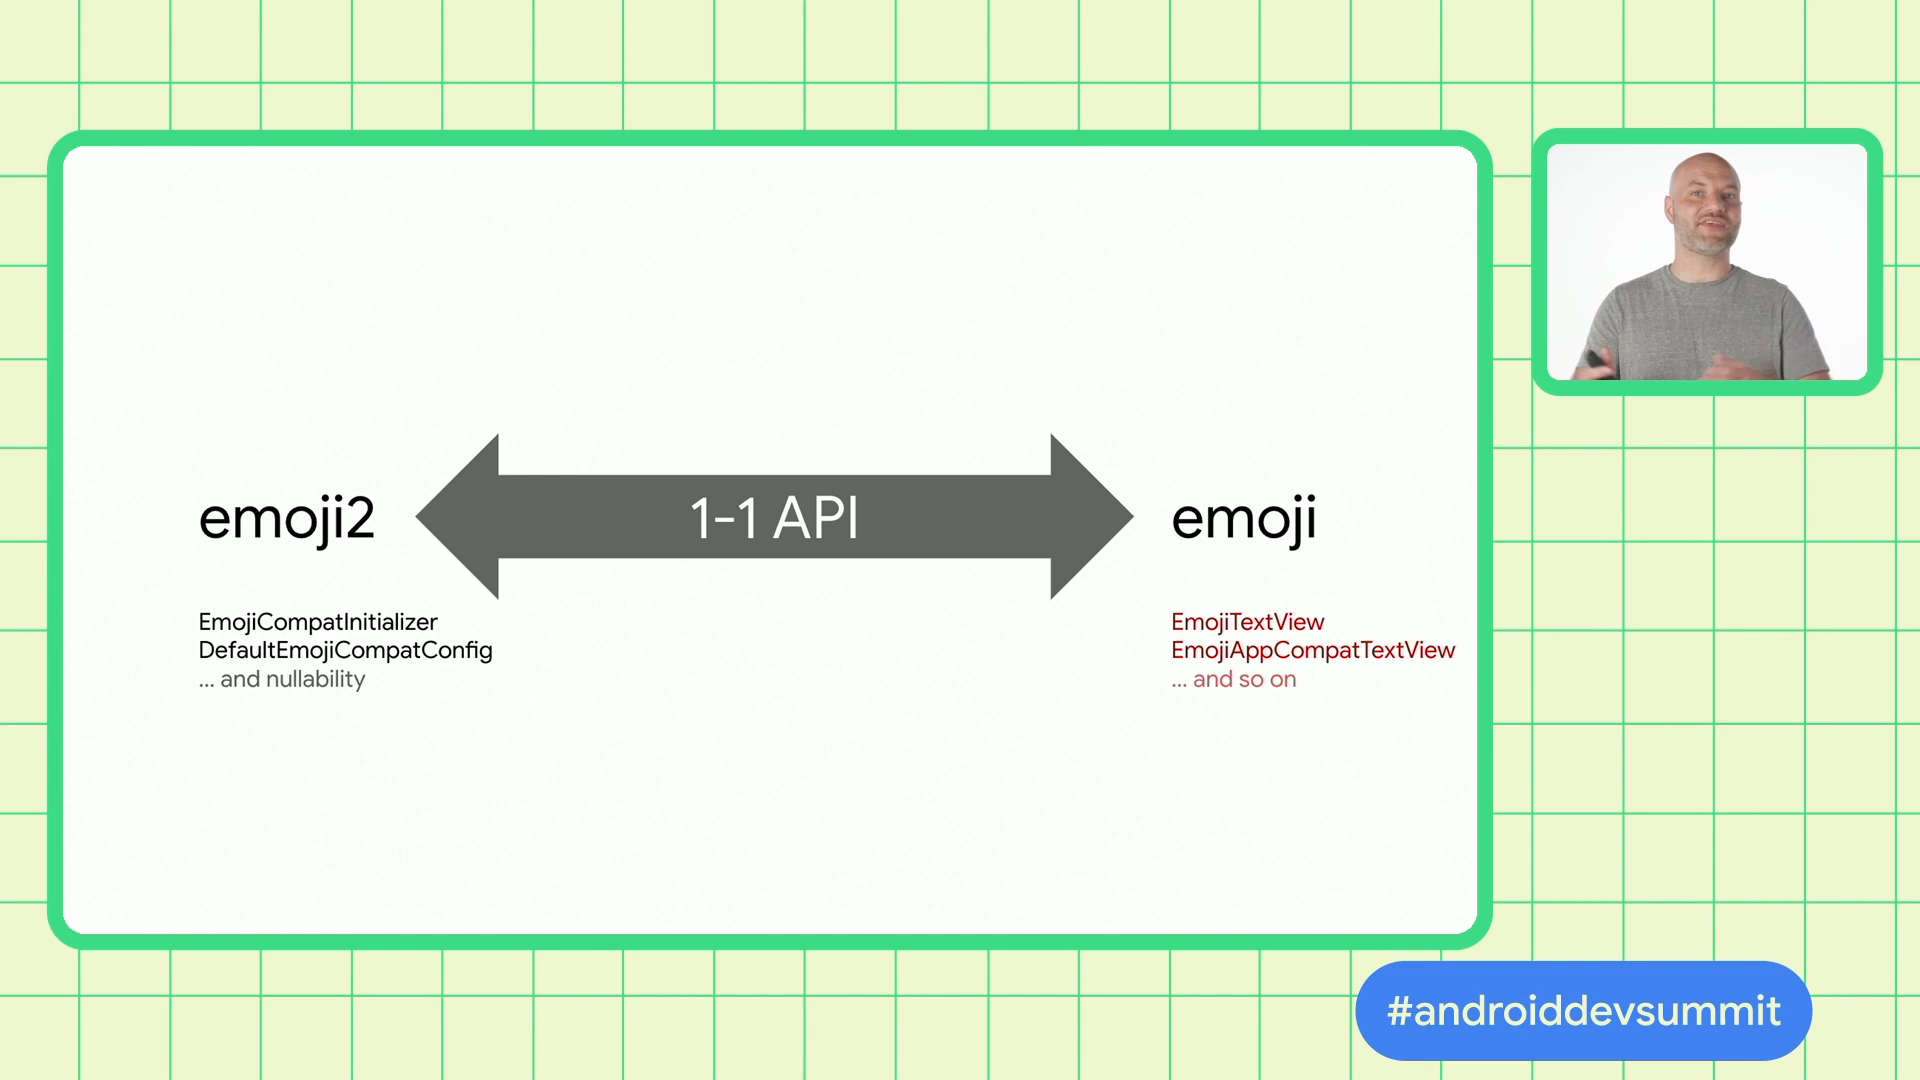 emoji2
1-1 API
emoji
EmojiCompatInitializer
DefaultEmojiCompatConfig
... and nullability
EmojiTextView
EmojiAppCompatTextView
... and so on
#androiddevsummit